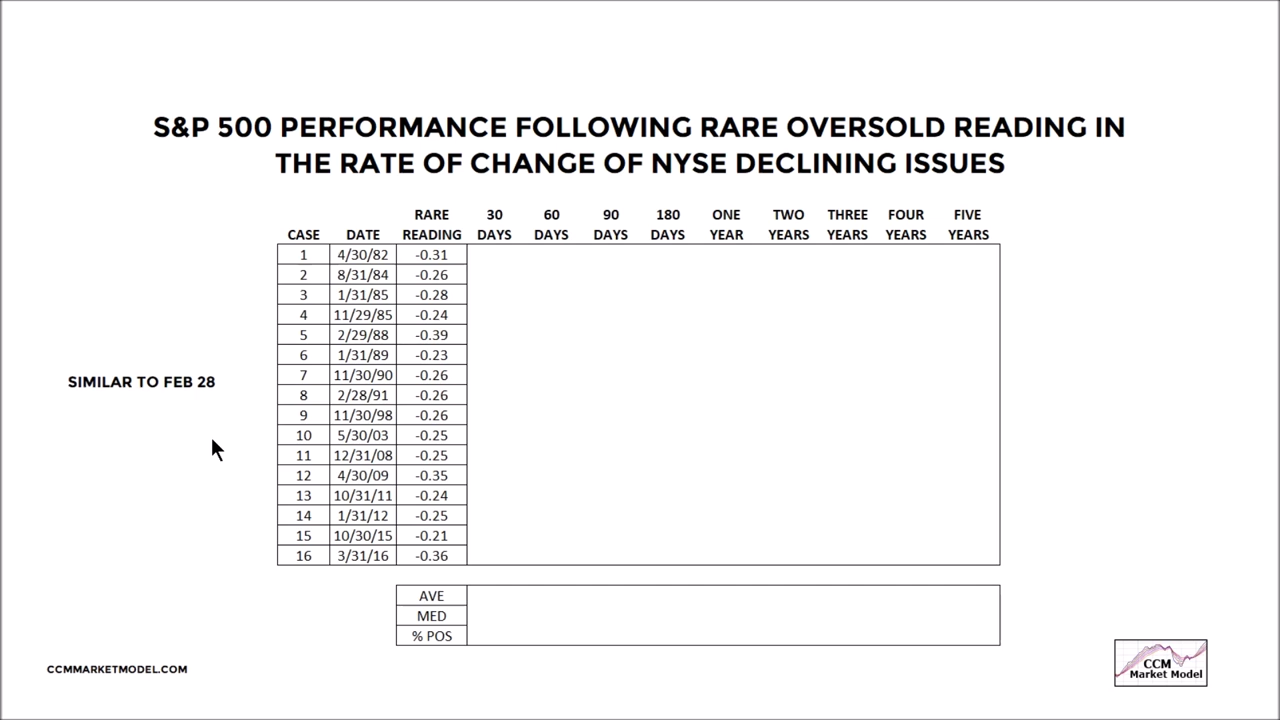 S&P 500 PERFORMANCE FOLLOWING RARE OVERSOLD READING IN
THE RATE OF CHANGE OF NYSE DECLINING ISSUES
RARE 30 60 90 180 ONE TWO THREE FOUR FIVE
CASE DATE READING DAYS DAYS DAYS DAYS YEAR YEARS YEARS YEARS YEARS
1 4/30/82 -0.31
2 8/31/84 -0.26
3 1/31/85 -0.28
4 11/29/85 -0.24
5 2/29/88 -0.39
6 1/31/89 -0.23
7 11/30/90 -0.26
SIMILAR TO FEB 28
8 2/28/91 -0.26
9 11/30/98 -0.26
10 5/30/03 -0.25
11 12/31/08 -0.25
12 4/30/09 -0.35
13 10/31/11 -0.24
14 1/31/12 -0.25
15 10/30/15 -0.21
16 3/31/16 -0.36
AVE
MED
% POS
CCMMARKETMODEL.COM
CCM
Market Model